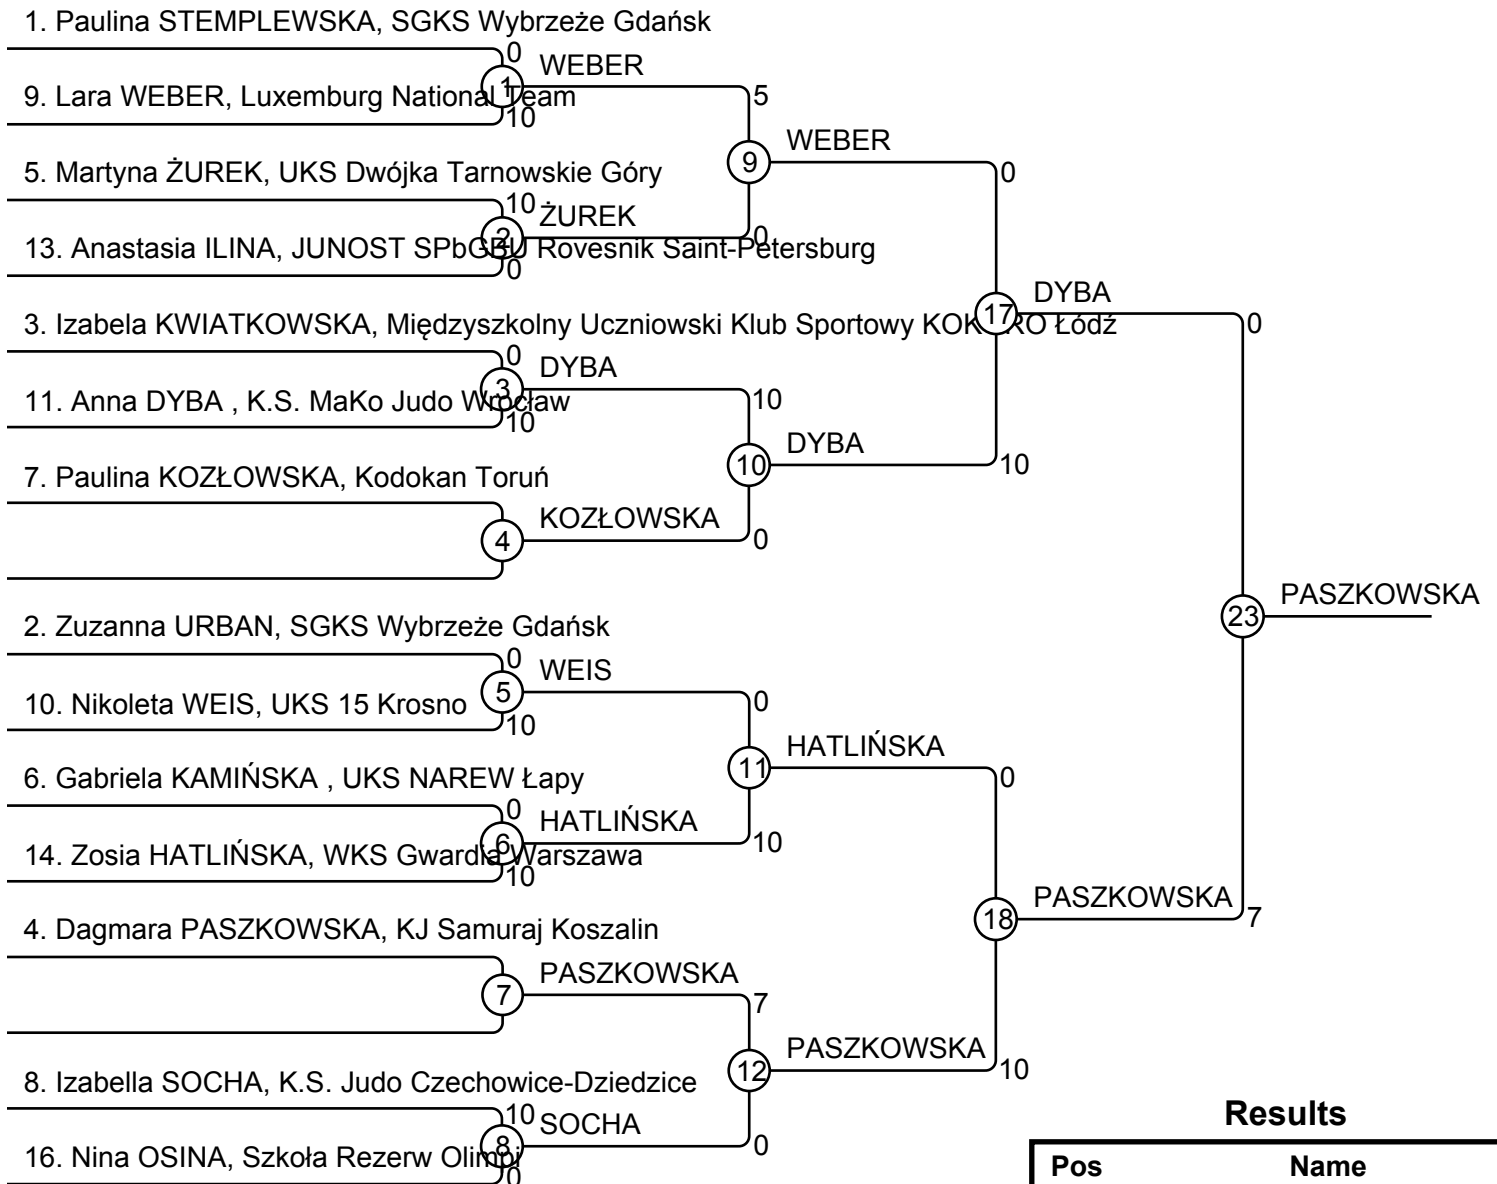 1. Paulina STEMPLEWSKA, SGKS Wybrzeże Gdańsk
0
WEBER
1
9. Lara WEBER, Luxemburg National Team
10
5
WEBER
9
0
5. Martyna ŻUREK, UKS Dwójka Tarnowskie Góry
10
ŻUREK
2
0
13. Anastasia ILINA, JUNOST SPbGBU Rovesnik Saint-Petersburg
0
DYBA
17
0
3. Izabela KWIATKOWSKA, Międzyszkolny Uczniowski Klub Sportowy Łódź
0
DYBA
3
11. Anna DYBA , K.S. MaKo Judo Wrocław
10
10
DYBA
10
10
7. Paulina KOZŁOWSKA, Kodokan Toruń
KOZŁOWSKA
4
0
PASZKOWSKA
23
2. Zuzanna URBAN, SGKS Wybrzeże Gdańsk
0
WEIS
5
10. Nikoleta WEIS, UKS 15 Krosno
10
0
HATLIŃSKA
11
0
6. Gabriela KAMIŃSKA , UKS NAREW Łapy
0
HATLIŃSKA
6
10
14. Zosia HATLIŃSKA, WKS Gwardia Warszawa
10
PASZKOWSKA
18
7
4. Dagmara PASZKOWSKA, KJ Samuraj Koszalin
PASZKOWSKA
7
7
PASZKOWSKA
12
10
8. Izabella SOCHA, K.S. Judo Czechowice-Dziedzice
10
SOCHA
8
0
16. Nina OSINA, Szkoła Rezerw Olimpi
0
Results
Pos Name